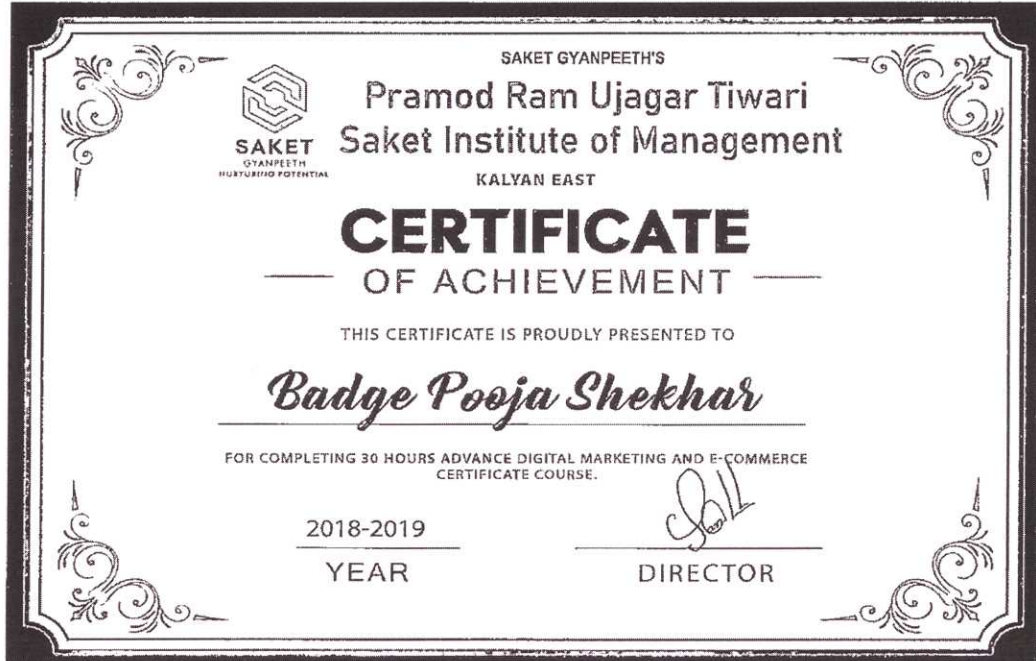 SAKET GYANPEETH'S
Pramod Ram Ujagar Tiwari
Saket Institute of Management
KALYAN EAST
SAKET
GYANPEETH
NURTURING POTENTIAL
CERTIFICATE
OF ACHIEVEMENT
THIS CERTIFICATE IS PROUDLY PRESENTED TO
Badge Pooja Shekhar
FOR COMPLETING 30 HOURS ADVANCE DIGITAL MARKETING AND E-COMMERCE
CERTIFICATE COURSE.
2018-2019
YEAR
DIRECTOR